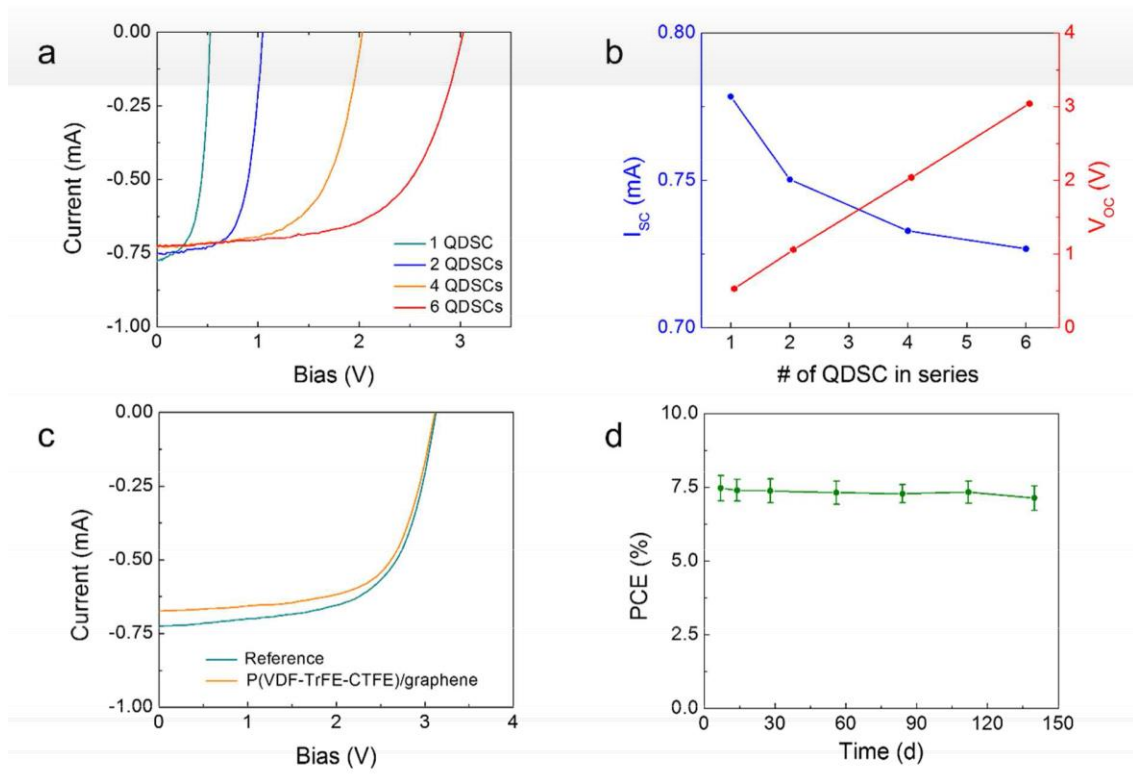 a
0.00
-0.25
-0.50
-0.75
-1.00
Current (mA)
0 1 2 3
Bias (V)
1 QDSC
2 QDSCs
4 QDSCs
6 QDSCs
b
0.80
0.75
0.70
I_SC (mA)
4
3
2
1
0
V_OC (V)
1 2 3 4 5 6
# of QDSC in series
c
0.00
-0.25
-0.50
-0.75
-1.00
Current (mA)
Reference
P(VDF-TrFE-CTFE)/graphene
0 1 2 3 4
Bias (V)
d
10.0
7.5
5.0
2.5
0.0
PCE (%)
0 30 60 90 120 150
Time (d)